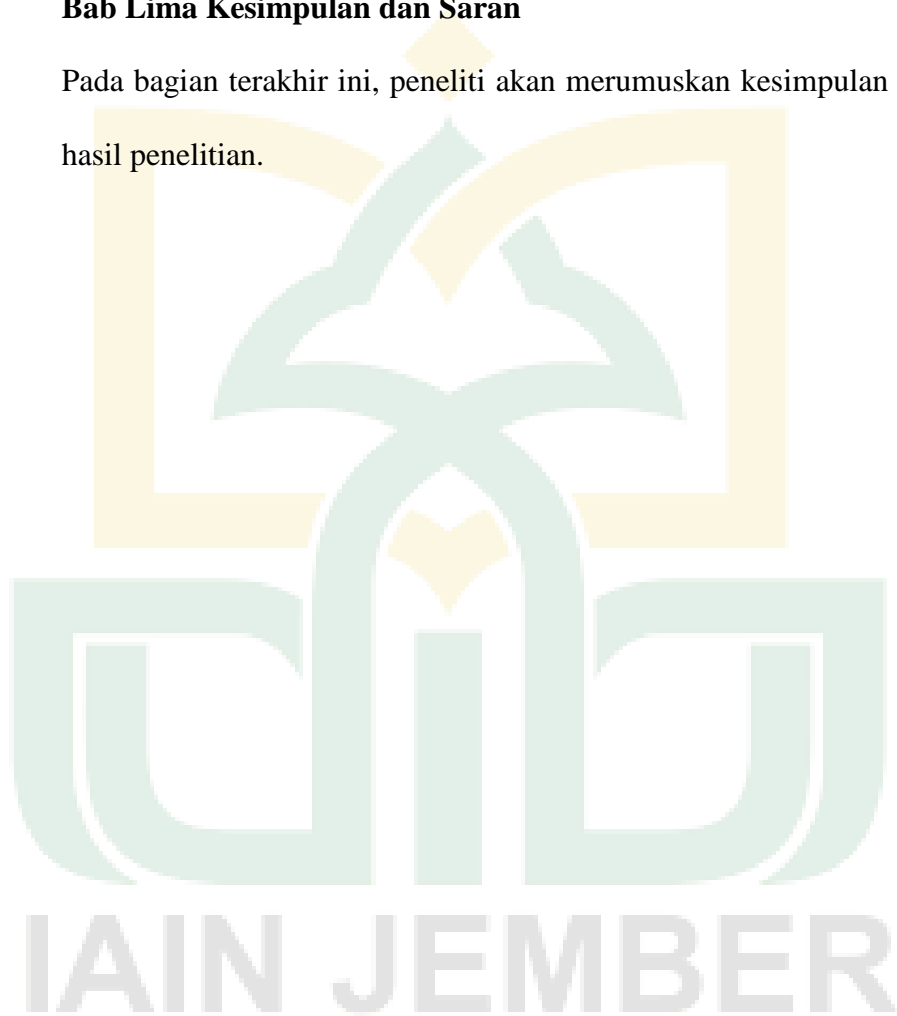 Bab Lima Kesimpulan dan Saran
Pada bagian terakhir ini, peneliti akan merumuskan kesimpulan
hasil penelitian.
IAIN JEMBER